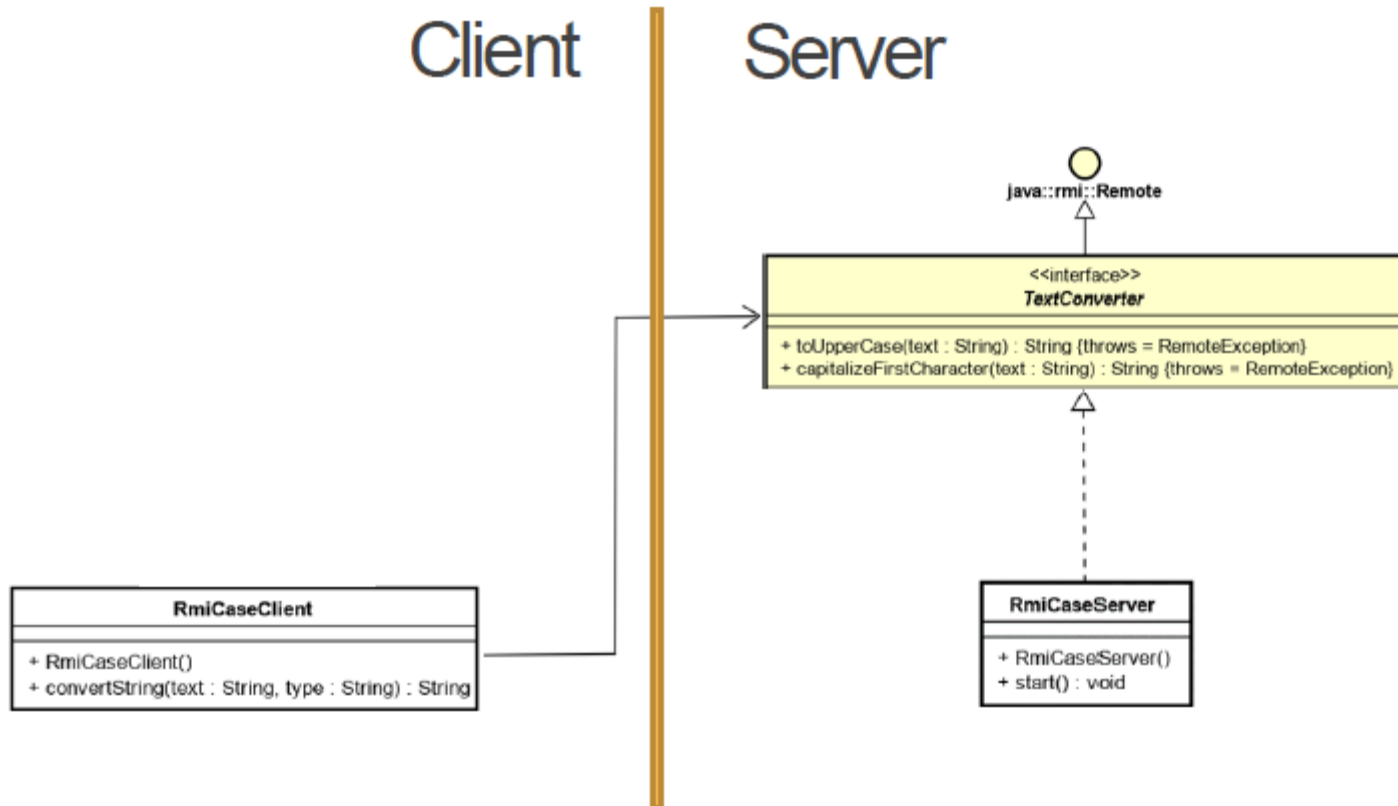 Client
Server
java::rmi::Remote
<<interface>>
TextConverter
+ toUpperCase(text : String) : String {throws = RemoteException}
+ capitalizeFirstCharacter(text : String) : String {throws = RemoteException}
RmiCaseClient
+ RmiCaseClient()
+ convertString(text : String, type : String) : String
RmiCaseServer
+ RmiCaseServer()
+ start() : void